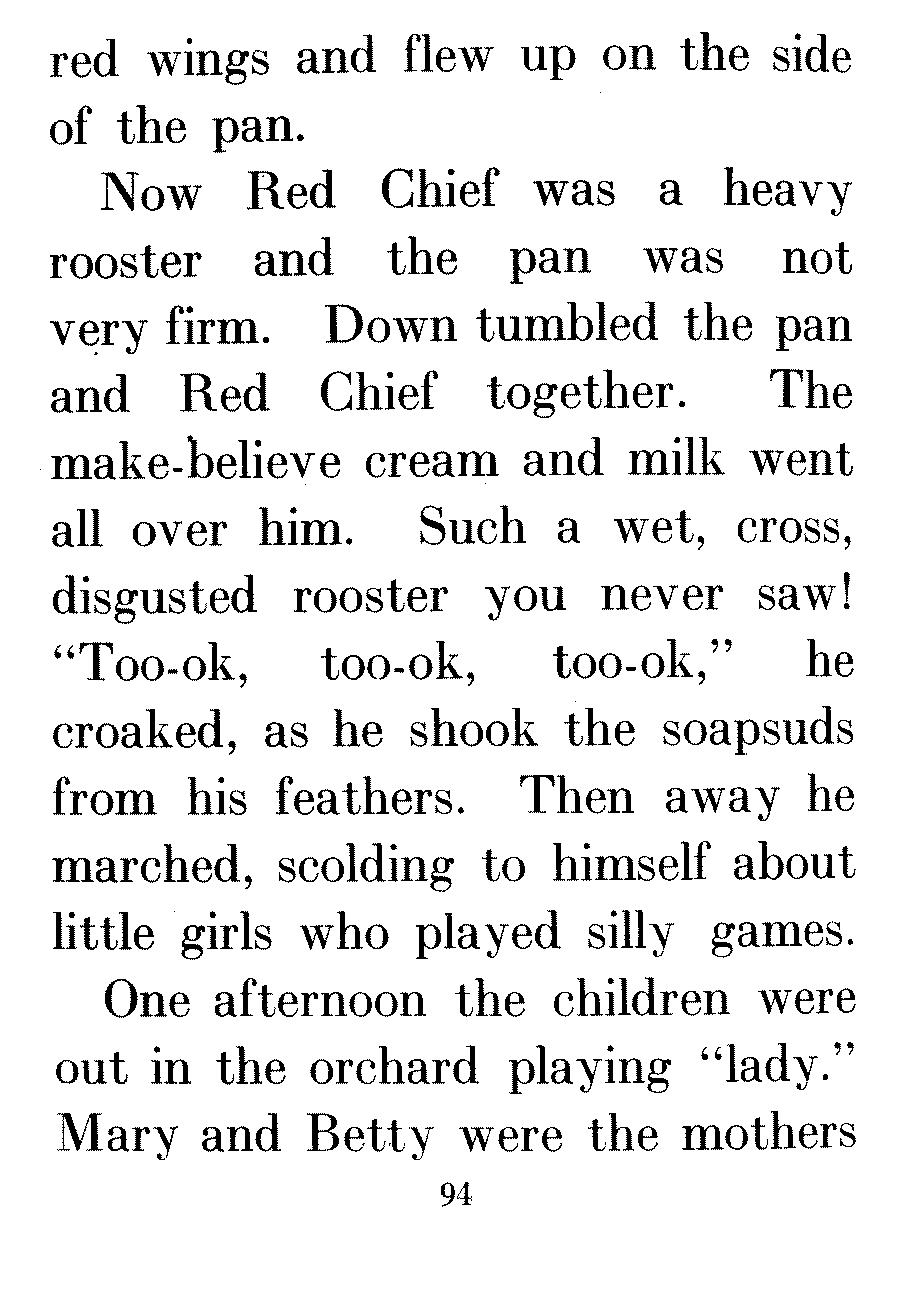 red wings and flew up on the side
of the pan.
Now Red Chief was a heavy
rooster and the pan was not
very firm. Down tumbled the pan
and Red Chief together. The
make-believe cream and milk went
all over him. Such a wet, cross,
disgusted rooster you never saw!
“Too-ok, too-ok, too-ok,” he
croaked, as he shook the soapsuds
from his feathers. Then away he
marched, scolding to himself about
little girls who played silly games.
One afternoon the children were
out in the orchard playing “lady.”
Mary and Betty were the mothers
94